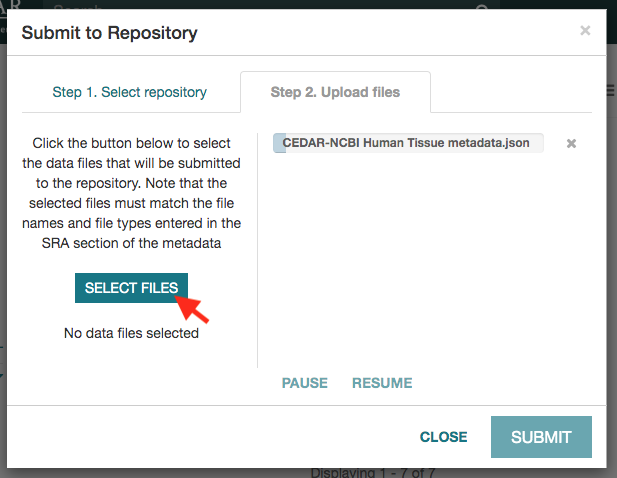 AR
Search
Submit to Repository
×
Step 1. Select repository
Step 2. Upload files
Click the button below to select
the data files that will be submitted
to the repository. Note that the
selected files must match the file
names and file types entered in the
SRA section of the metadata
CEDAR-NCBI Human Tissue metadata.json
×
SELECT FILES
No data files selected
PAUSE RESUME
CLOSE
SUBMIT
Displaying 1 - 7 of 7